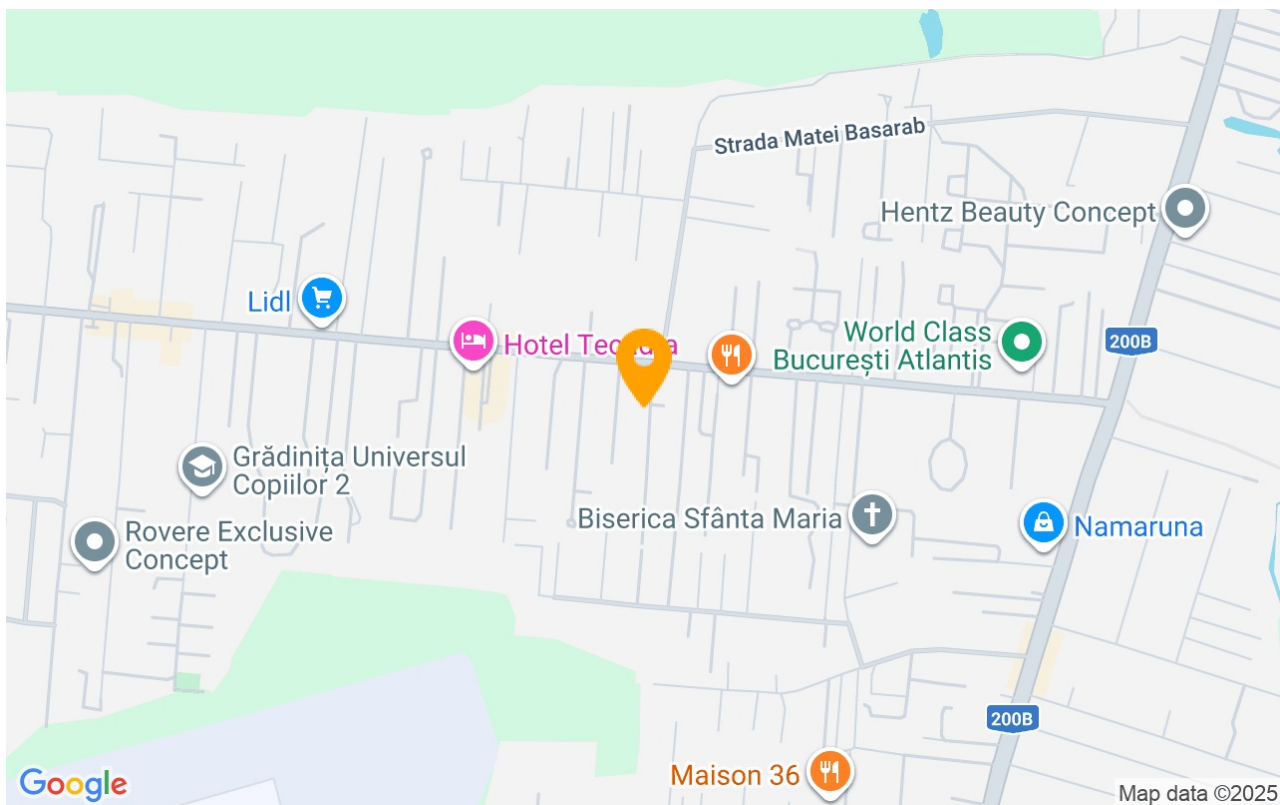 Strada Matei Basarab
Hentz Beauty Concept
Lidl
Hotel
World Class
București Atlantis
200B
Grădinița Universul
Copiilor 2
Biserica Sfânta Maria
Namaruna
Rovere Exclusive
Concept
200B
Maison 36
Google
Map data ©2025